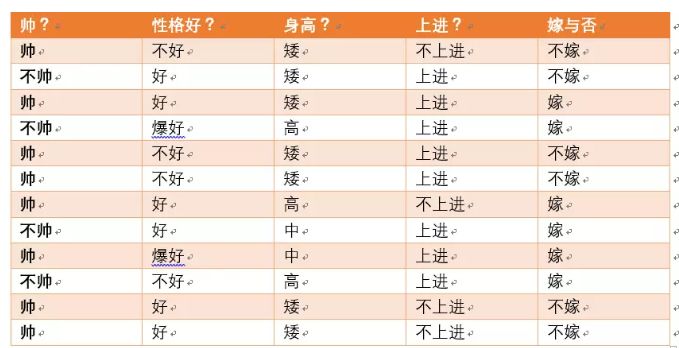 帅？ 性格好？ 身高？ 上进？ 嫁与否
帅 不好 矮 不上进 不嫁
不帅 好 矮 上进 不嫁
帅 好 矮 上进 嫁
不帅 爆好 高 上进 嫁
帅 不好 矮 上进 不嫁
帅 不好 矮 上进 不嫁
帅 好 高 不上进 嫁
不帅 好 中 上进 嫁
帅 爆好 中 上进 嫁
不帅 不好 高 上进 嫁
帅 好 矮 不上进 不嫁
帅 好 矮 不上进 不嫁